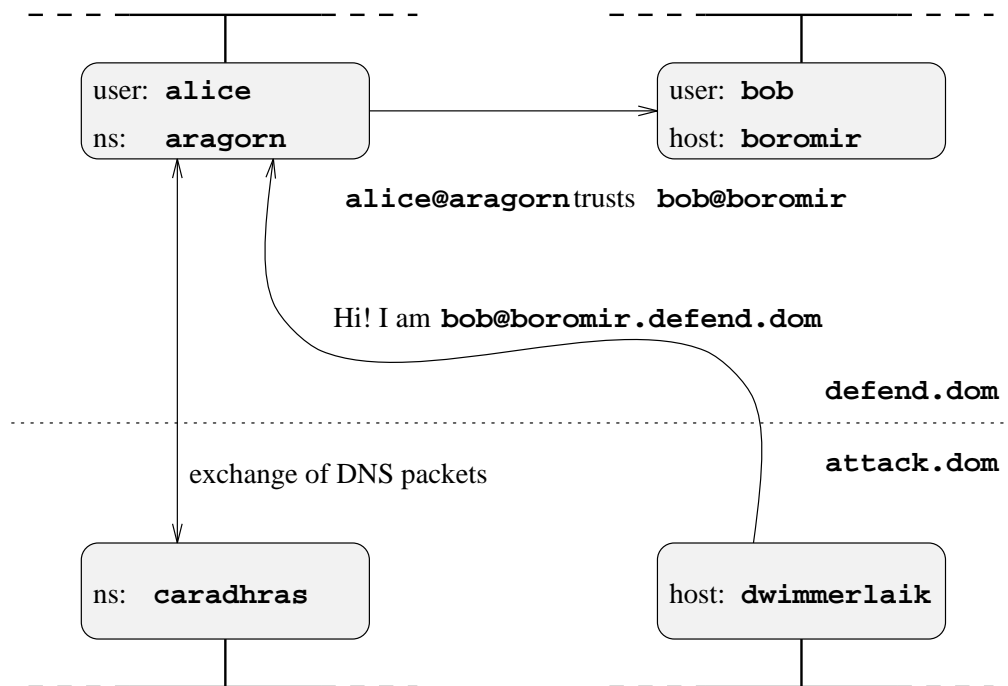 user: alice
ns: aragorn
user: bob
host: boromir
alice@aragorn trusts bob@boromir
Hi! I am bob@boromir.defend.dom
defend.dom
attack.dom
exchange of DNS packets
ns: caradhras
host: dwimmerlaik